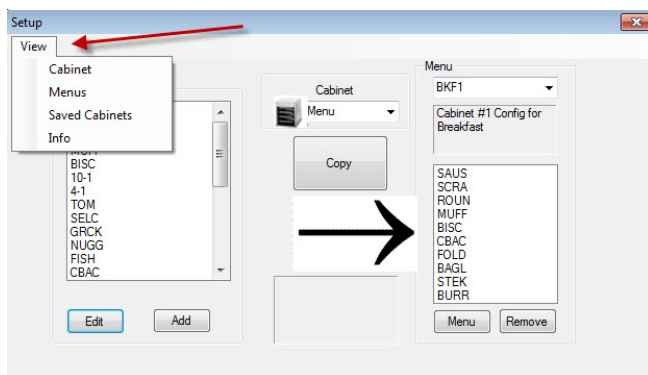 Setup
View
Cabinet
Menus
Saved Cabinets
Info
BISC
10-1
4-1
TOM
SELC
GRCK
NUGG
FISH
CBAC
Edit
Add
Cabinet
Menu
Copy
Menu
BKF1
Cabinet #1 Config for
Breakfast
SAUS
SCRA
ROUN
MUFF
BISC
CBAC
FOLD
BAGL
STEK
BURR
Menu
Remove